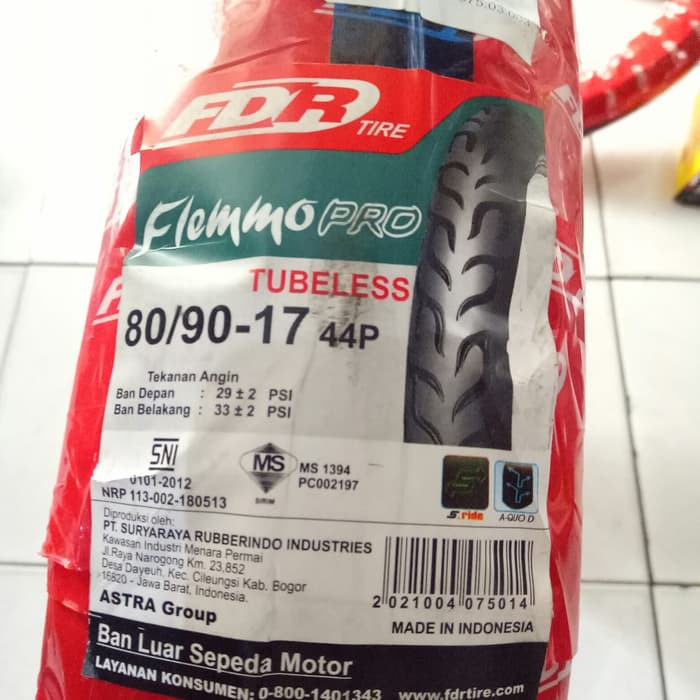 FDR TIRE
Flemmo PRO
TUBELESS
80/90-17 44P
Tekanan Angin
Ban Depan : 29 ± 2 PSI
Ban Belakang : 33 ± 2 PSI
SNI
0101-2012
NRP 113-002-180513
MS
SIRIM
MS 1394
PC002197
S.ride
A-QUO D
Diproduksi oleh:
PT. SURYARAYA RUBBERINDO INDUSTRIES
Kawasan Industri Menara Permai
Jl.Raya Narogong Km. 23,852
Desa Dayeuh, Kec. Cileungsi Kab. Bogor
16820 - Jawa Barat, Indonesia.
ASTRA Group
2 021004 075014
MADE IN INDONESIA
Ban Luar Sepeda Motor
LAYANAN KONSUMEN: 0-800-1401343 www.fdrtire.com